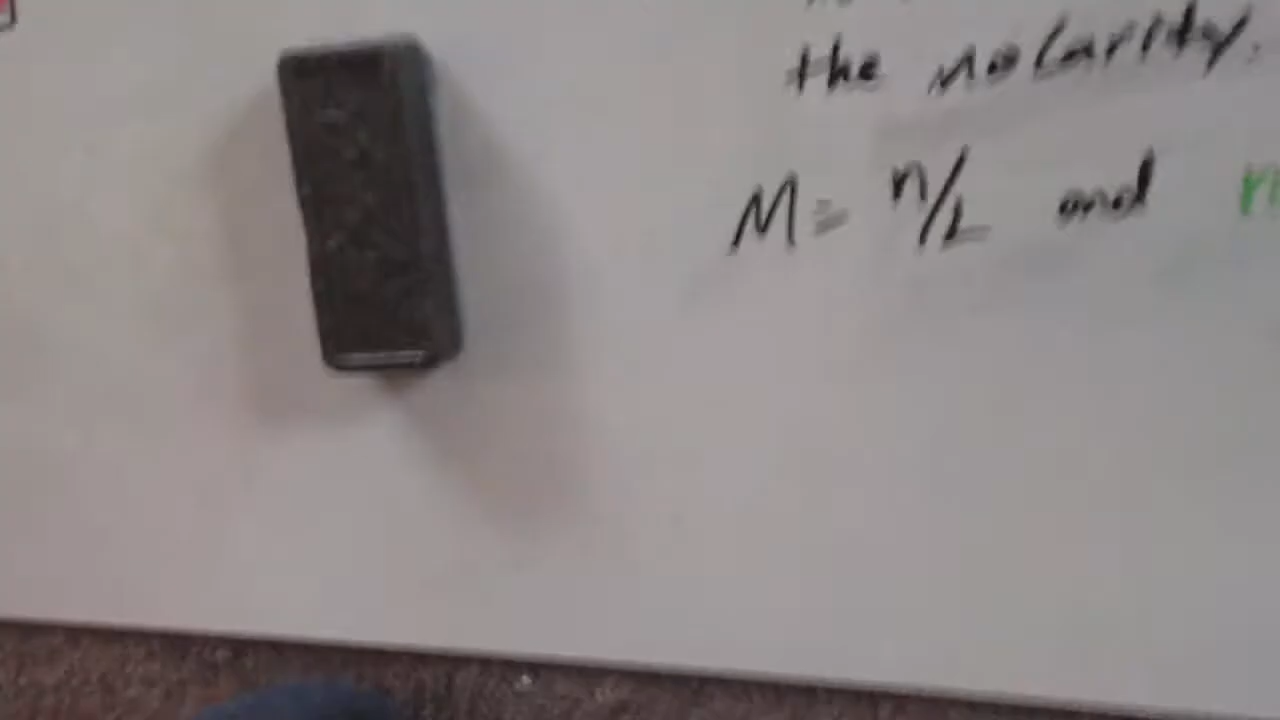 the molarity.
M = n/L and